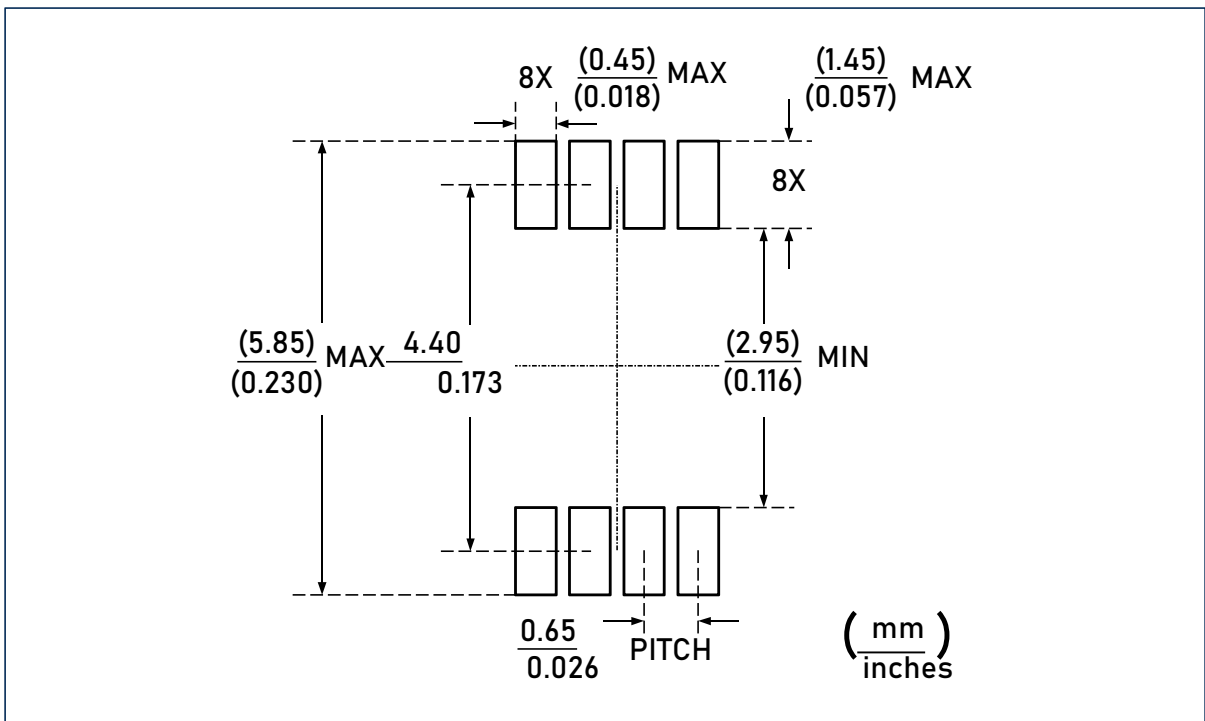 8X (0.45) MAX
(0.018)
(1.45) MAX
(0.057)
8X
(5.85) MAX
(0.230)
4.40
0.173
(2.95) MIN
(0.116)
0.65
0.026
PITCH
( mm )
inches